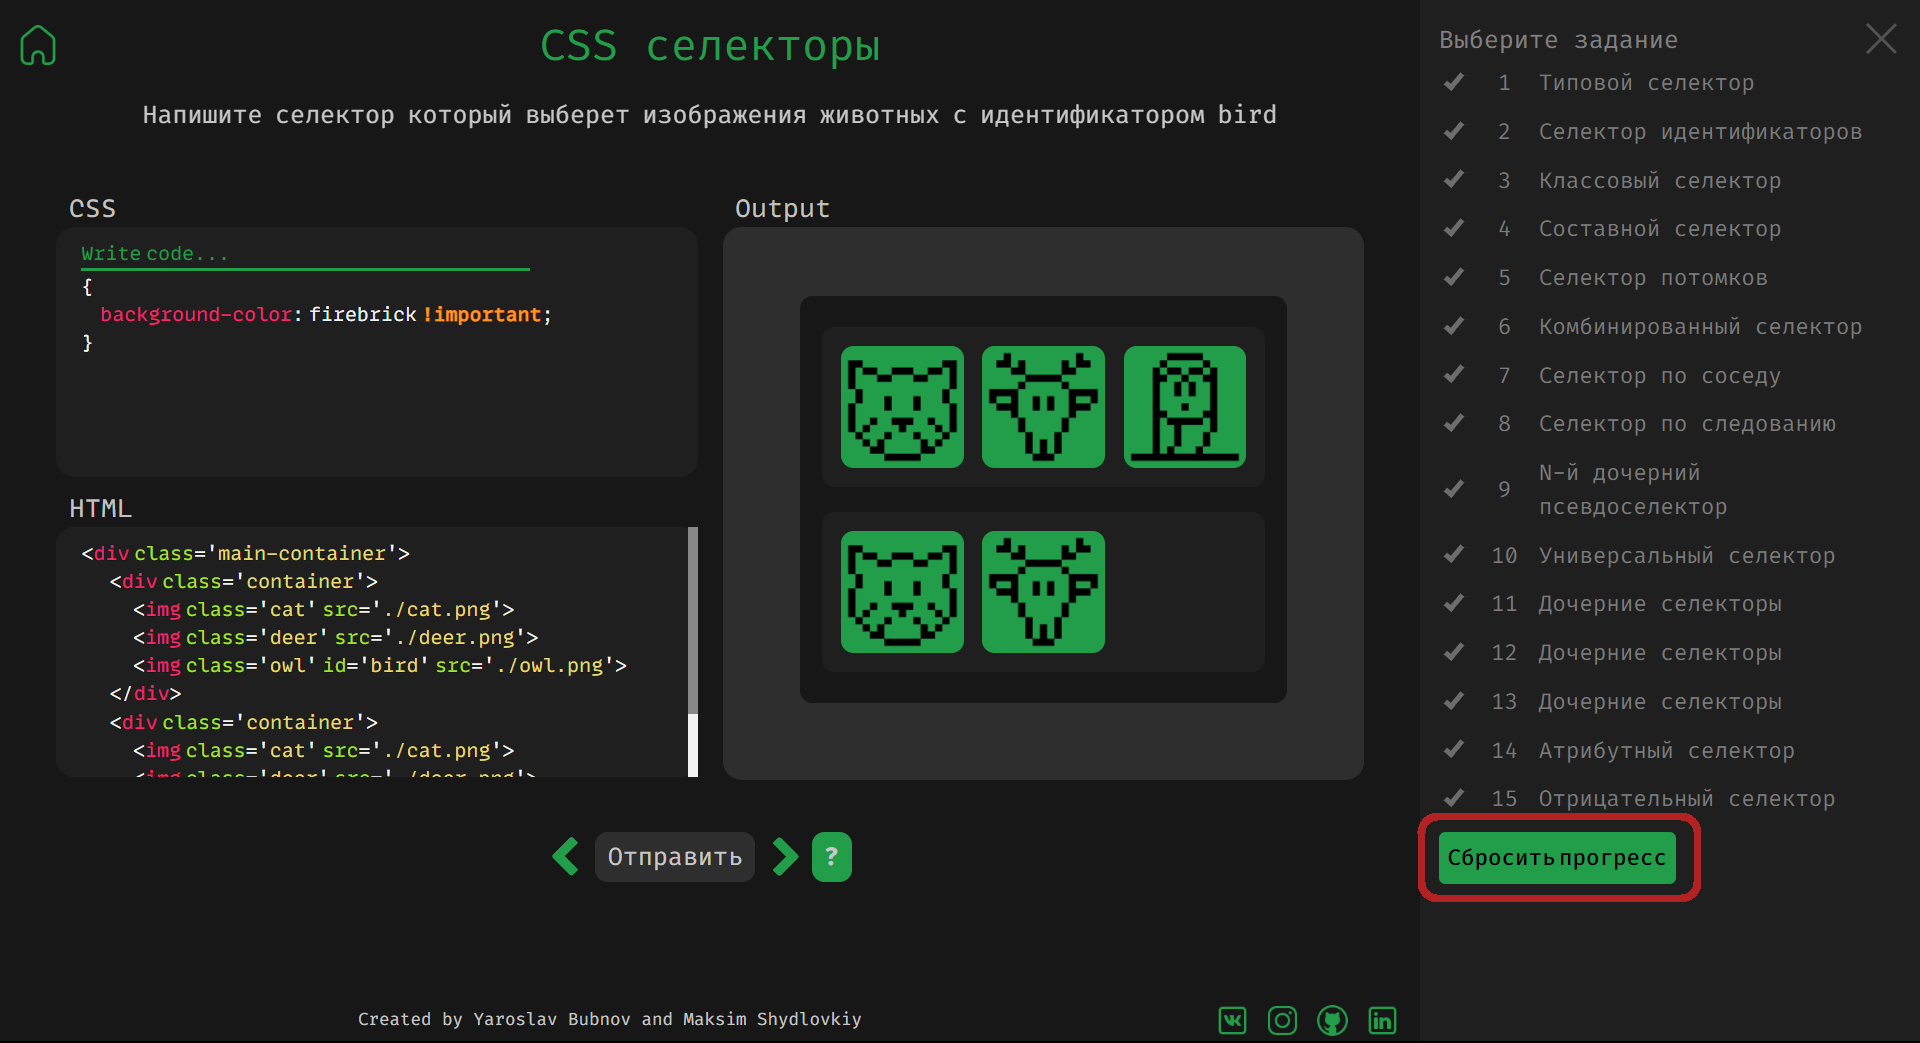 CSS селекторы
Напишите селектор который выберет изображения животных с идентификатором bird
CSS
Write code...
{
background-color: firebrick !important;
}
HTML
<div class='main-container'>
<div class='container'>
<img class='cat' src='./cat.png'>
<img class='deer' src='./deer.png'>
<img class='owl' id='bird' src='./owl.png'>
</div>
<div class='container'>
<img class='cat' src='./cat.png'>
<img class='deer' src='./deer.png'>
Output
Отправить
?
Created by Yaroslav Bubnov and Maksim Shydlovkiy
Выберите задание
1 Типовой селектор
2 Селектор идентификаторов
3 Классовый селектор
4 Составной селектор
5 Селектор потомков
6 Комбинированный селектор
7 Селектор по соседу
8 Селектор по следованию
9 N-й дочерний
псевдоселектор
10 Универсальный селектор
11 Дочерние селекторы
12 Дочерние селекторы
13 Дочерние селекторы
14 Атрибутный селектор
15 Отрицательный селектор
Сбросить прогресс